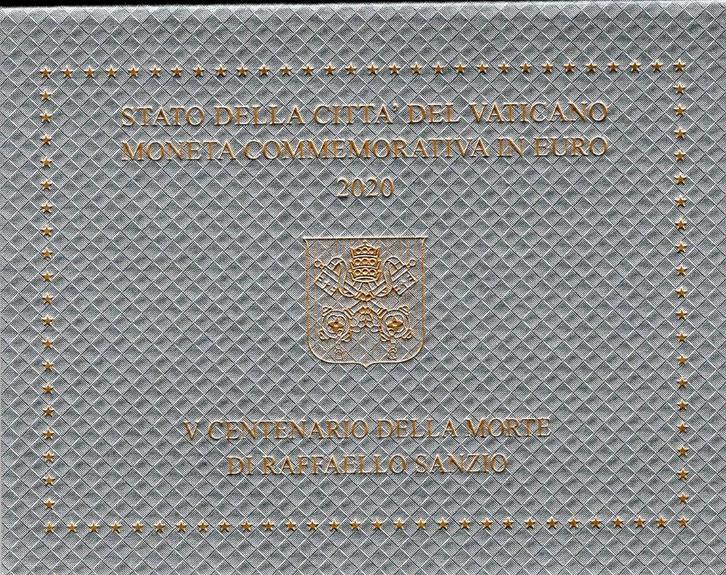 STATO DELLA CITTA' DEL VATICANO
MONETA COMMEMORATIVA IN EURO
2020
V CENTENARIO DELLA MORTE
DI RAFFAELLO SANZIO